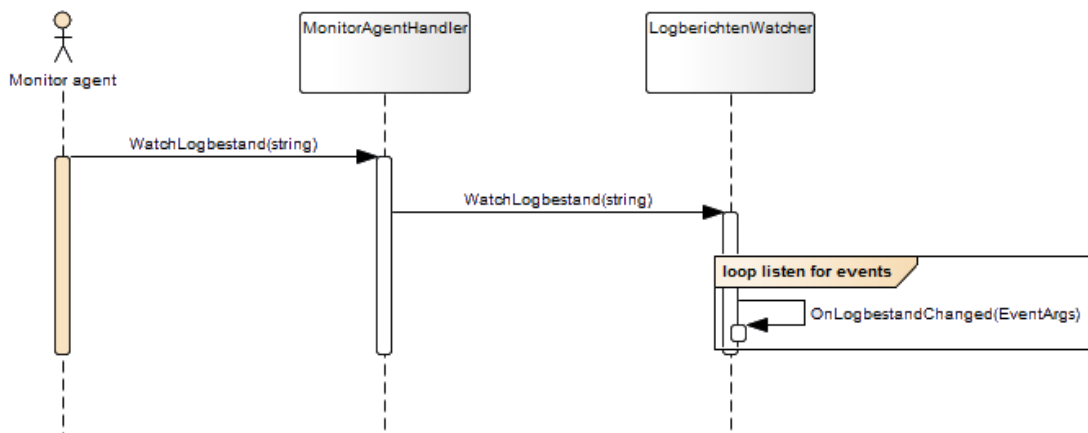 MonitorAgentHandler
LogberichtenWatcher
Monitor agent
WatchLogbestand(string)
WatchLogbestand(string)
loop listen for events
OnLogbestandChanged(EventArgs)